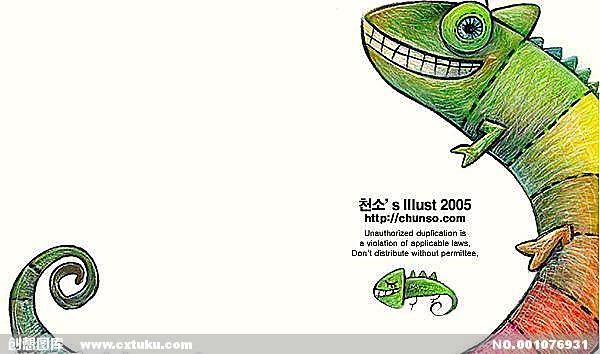 천소's Illust 2005
http://chunso.com
Unauthorized duplication is
a violation of applicable laws,
Don't distribute without permittee,
创想图库 www.cxtuku.com
NO.001076931